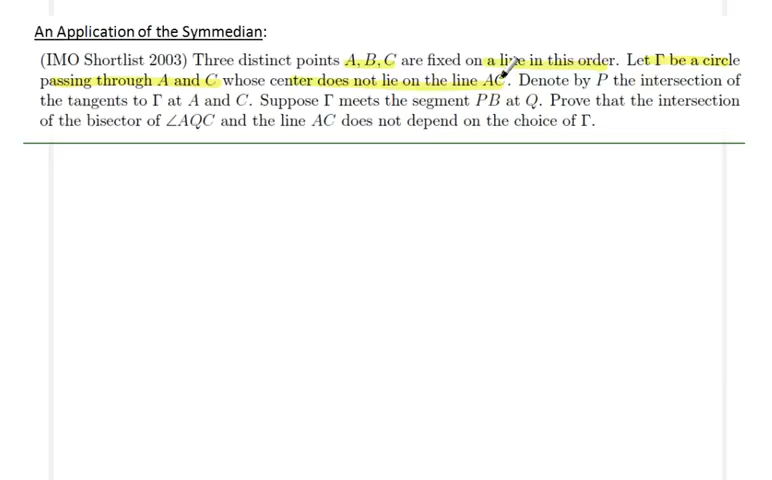 An Application of the Symmedian:
(IMO Shortlist 2003) Three distinct points A, B, C are fixed on a line in this order. Let Γ be a circle
passing through A and C whose center does not lie on the line AC. Denote by P the intersection of
the tangents to Γ at A and C. Suppose Γ meets the segment PB at Q. Prove that the intersection
of the bisector of ∠AQC and the line AC does not depend on the choice of Γ.